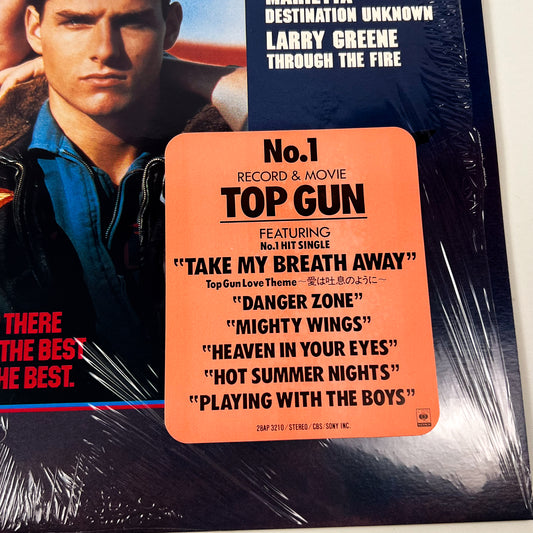 DESTINATION UNKNOWN
LARRY GREENE
THROUGH THE FIRE
No.1
RECORD & MOVIE
TOP GUN
FEATURING
No.1 HIT SINGLE
"TAKE MY BREATH AWAY"
Top Gun Love Theme 〜愛は吐息のように〜
"DANGER ZONE"
"MIGHTY WINGS"
"HEAVEN IN YOUR EYES"
"HOT SUMMER NIGHTS"
"PLAYING WITH THE BOYS"
28AP 3210/STEREO/CBS/SONY INC.
THERE
THE BEST
HE BEST.